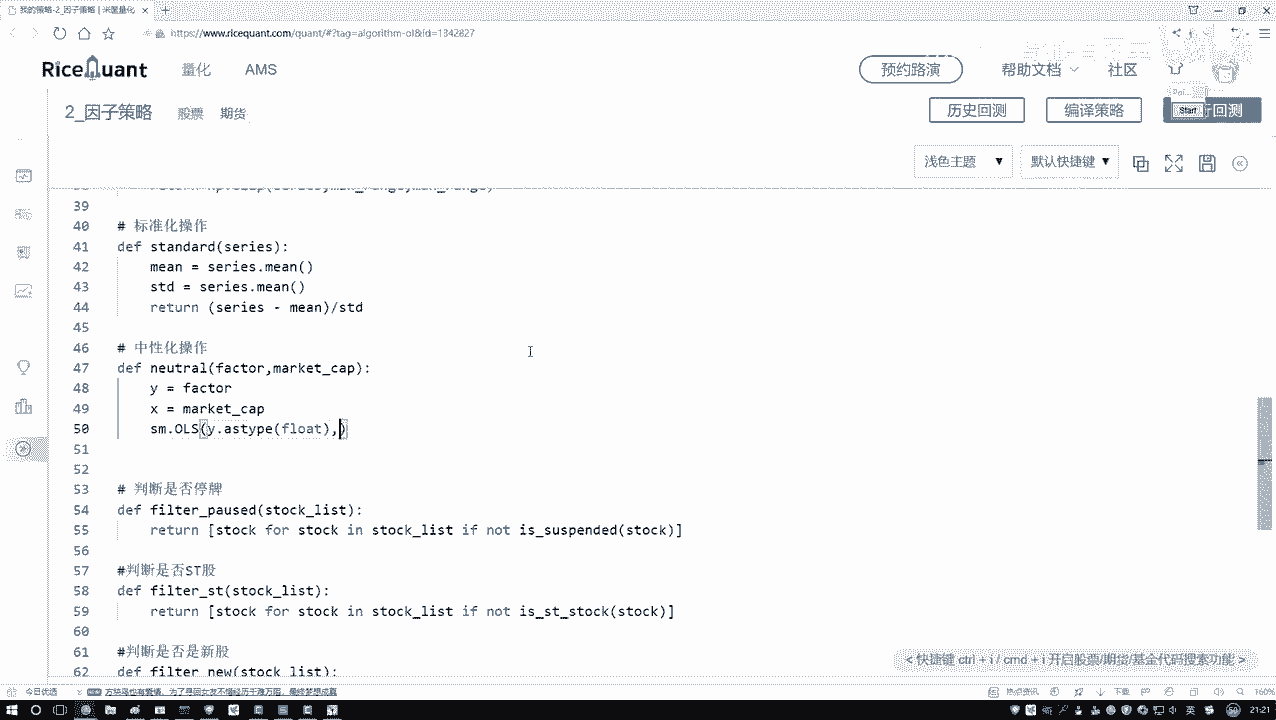 我的策略-2_因子策略 | 米筐量化
https://www.ricequant.com/quant/#?tag=algorithm-ol&id=1342827
RiceQuant 量化 AMS 预约路演 帮助文档 社区
2_因子策略 股票 期货 历史回测 编译策略 回测
Start
浅色主题 ▼ 默认快捷键 ▼
39
40 # 标准化操作
41 def standard(series):
42 mean = series.mean()
43 std = series.mean()
44 return (series - mean)/std
45
46 # 中性化操作
47 def neutral(factor,market_cap):
48 y = factor
49 x = market_cap
50 sm.OLS(y.astype(float),)
51
52
53 # 判断是否停牌
54 def filter_paused(stock_list):
55 return [stock for stock in stock_list if not is_suspended(stock)]
56
57 #判断是否ST股
58 def filter_st(stock_list):
59 return [stock for stock in stock_list if not is_st_stock(stock)]
60
61 #判断是否是新股
62 def filter_new(stock_list):
<快捷键 ctrl + i / cmd + i 开启股票/期货/基金代码搜索功能 >
今日优选 热点资讯 下载 160%
英 21:21